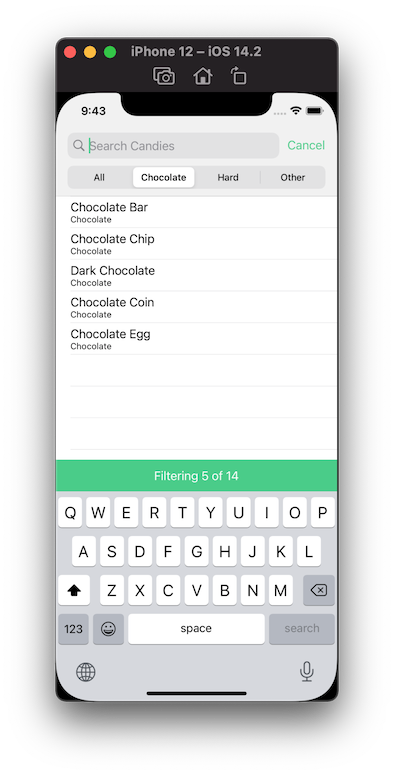 iPhone 12 – iOS 14.2
9:43
Search Candies Cancel
All Chocolate Hard Other
Chocolate Bar
Chocolate
Chocolate Chip
Chocolate
Dark Chocolate
Chocolate
Chocolate Coin
Chocolate
Chocolate Egg
Chocolate
Filtering 5 of 14
Q W E R T Y U I O P
A S D F G H J K L
Z X C V B N M
123 space search